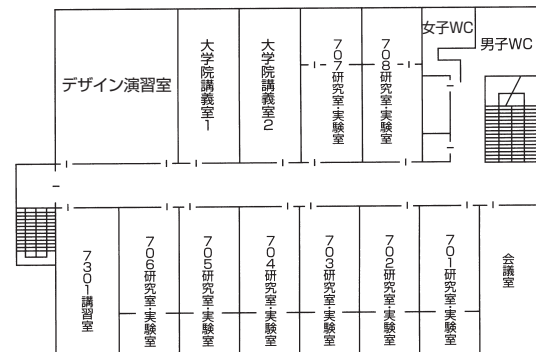 デザイン演習室
大学院講義室1
大学院講義室2
707研究室・実験室
708研究室・実験室
女子WC
男子WC
7301講習室
706研究室・実験室
705研究室・実験室
704研究室・実験室
703研究室・実験室
702研究室・実験室
701研究室・実験室
会議室